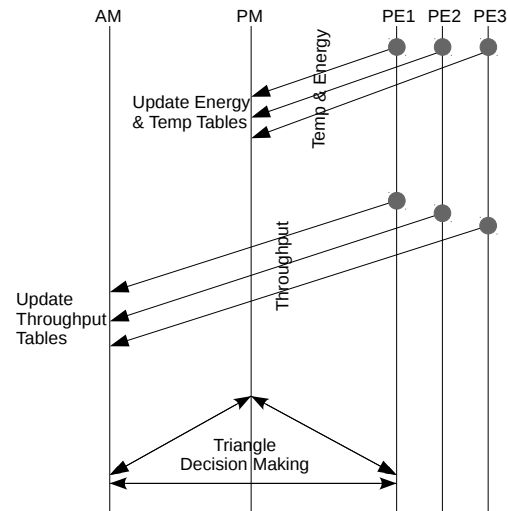 AM PM PE1 PE2 PE3
Temp & Energy
Update Energy
& Temp Tables
Throughput
Update
Throughput
Tables
Triangle
Decision Making